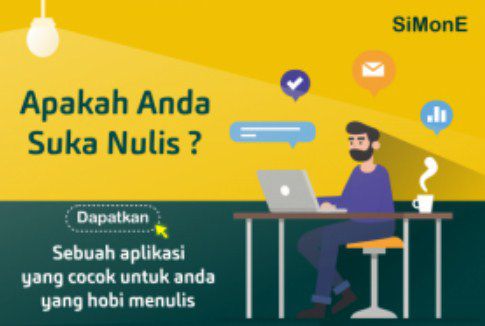 SiMonE
Apakah Anda
Suka Nulis ?
Dapatkan
Sebuah aplikasi
yang cocok untuk anda
yang hobi menulis